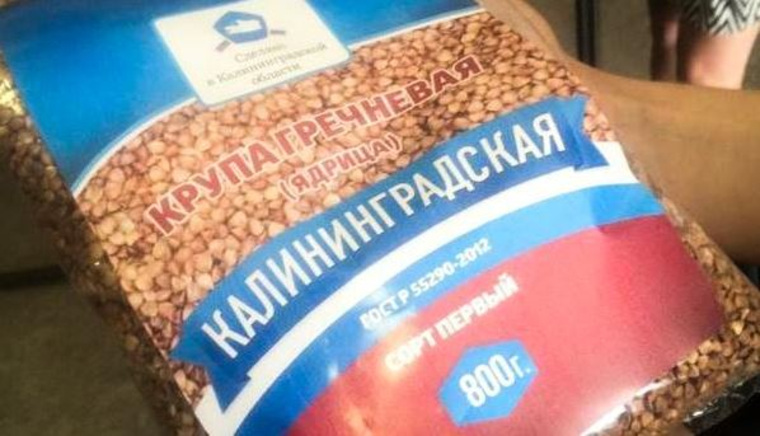 Сделано
в Калининградской
области
КРУПА ГРЕЧНЕВАЯ
(ЯДРИЦА)
КАЛИНИНГРАДСКАЯ
ГОСТ Р 55290-2012
СОРТ ПЕРВЫЙ
800г.